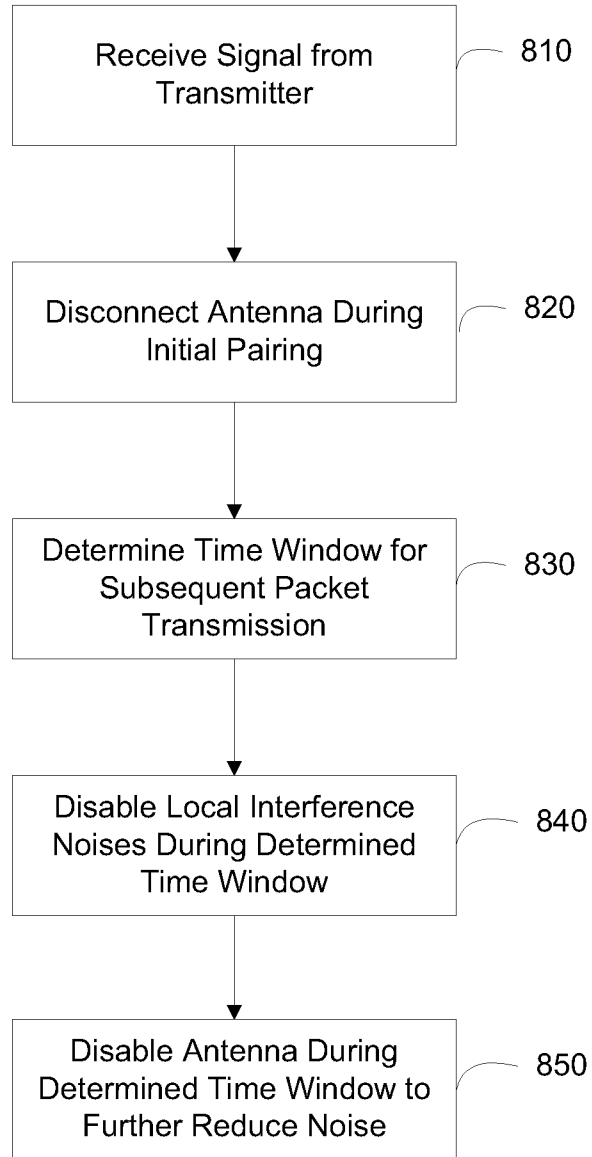 Receive Signal from
Transmitter
810
Disconnect Antenna During
Initial Pairing
820
Determine Time Window for
Subsequent Packet
Transmission
830
Disable Local Interference
Noises During Determined
Time Window
840
Disable Antenna During
Determined Time Window to
Further Reduce Noise
850